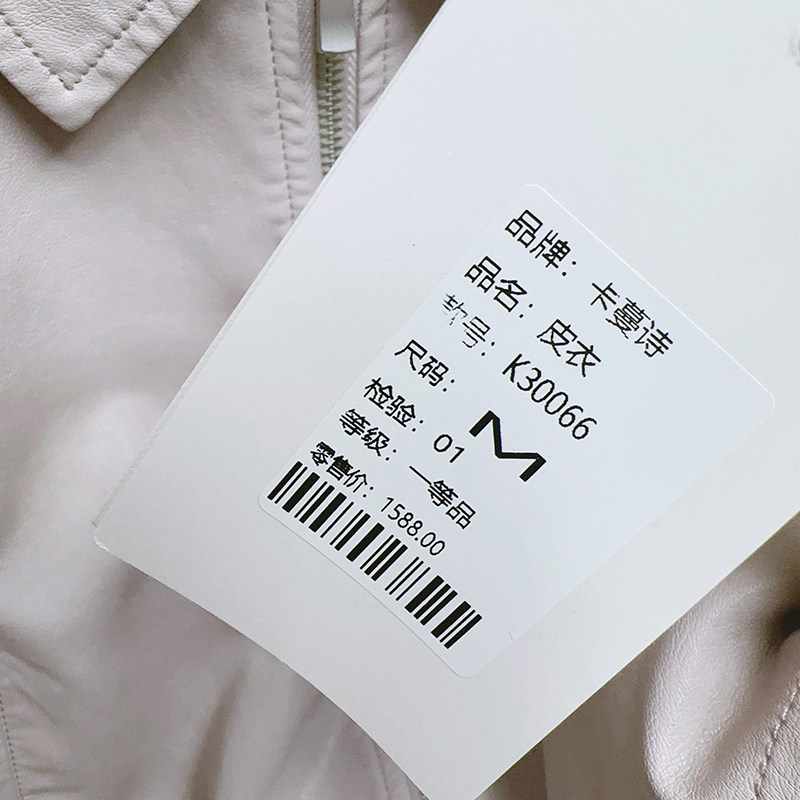 品牌: 卡蔓诗
品名: 皮衣
款号: K30066
尺码: M
检验: 01
等级: 一等品
零售价: 1588.00